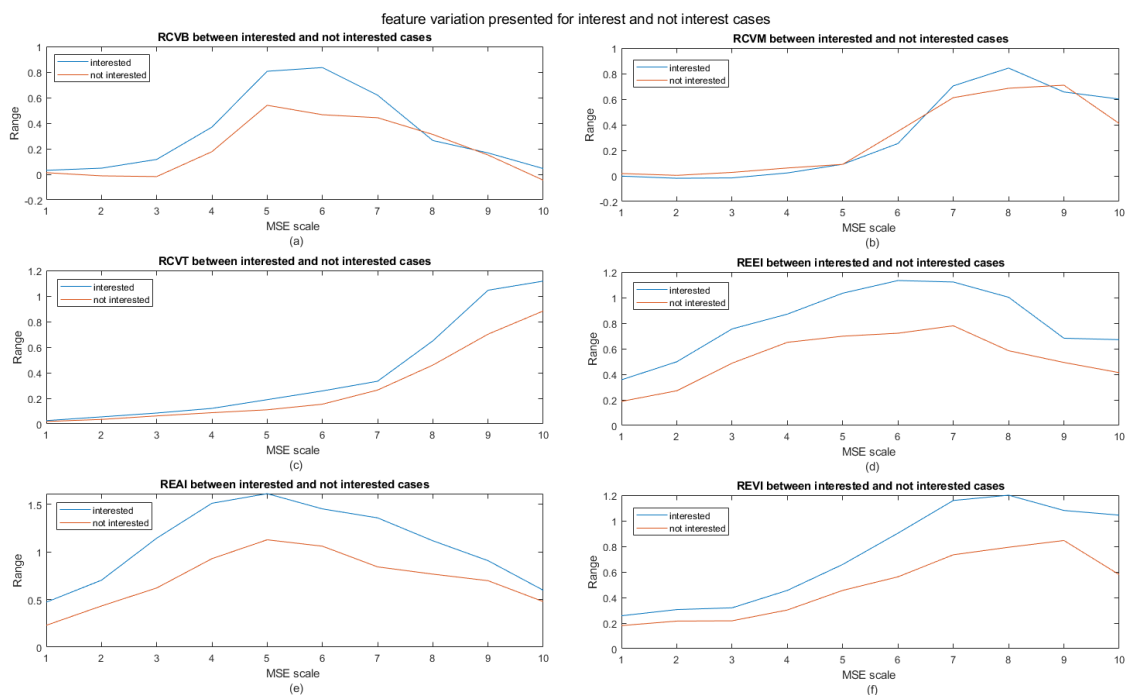 feature variation presented for interest and not interest cases
RCVB between interested and not interested cases
interested
not interested
Range
1
0.8
0.6
0.4
0.2
0
-0.2
1 2 3 4 5 6 7 8 9 10
MSE scale
(a)
RCVM between interested and not interested cases
interested
not interested
Range
1
0.8
0.6
0.4
0.2
0
-0.2
1 2 3 4 5 6 7 8 9 10
MSE scale
(b)
RCVT between interested and not interested cases
interested
not interested
Range
1.2
1
0.8
0.6
0.4
0.2
0
1 2 3 4 5 6 7 8 9 10
MSE scale
(c)
REEI between interested and not interested cases
interested
not interested
Range
1.2
1
0.8
0.6
0.4
0.2
0
1 2 3 4 5 6 7 8 9 10
MSE scale
(d)
REAI between interested and not interested cases
interested
not interested
Range
1.5
1
0.5
0
1 2 3 4 5 6 7 8 9 10
MSE scale
(e)
REVI between interested and not interested cases
interested
not interested
Range
1.2
1
0.8
0.6
0.4
0.2
0
1 2 3 4 5 6 7 8 9 10
MSE scale
(f)